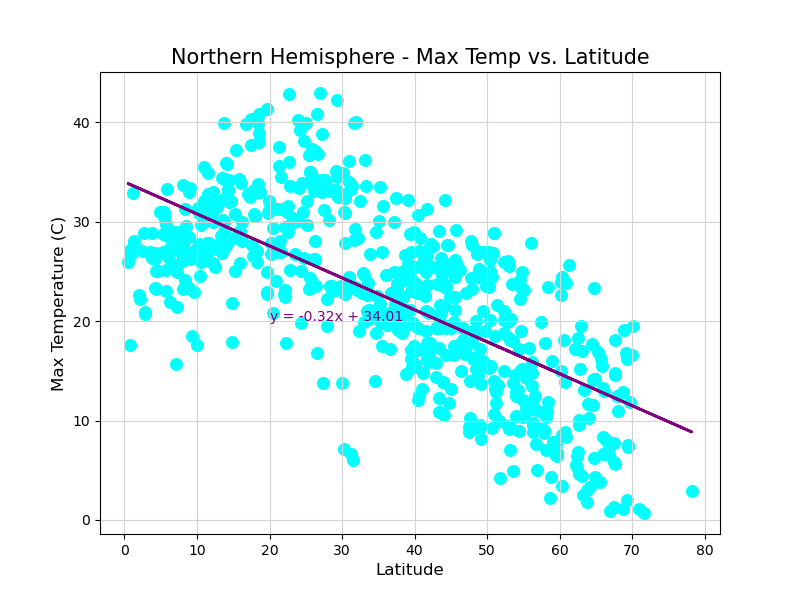 Northern Hemisphere - Max Temp vs. Latitude
Max Temperature (C)
40
30
20
10
0
y = -0.32x + 34.01
0 10 20 30 40 50 60 70 80
Latitude